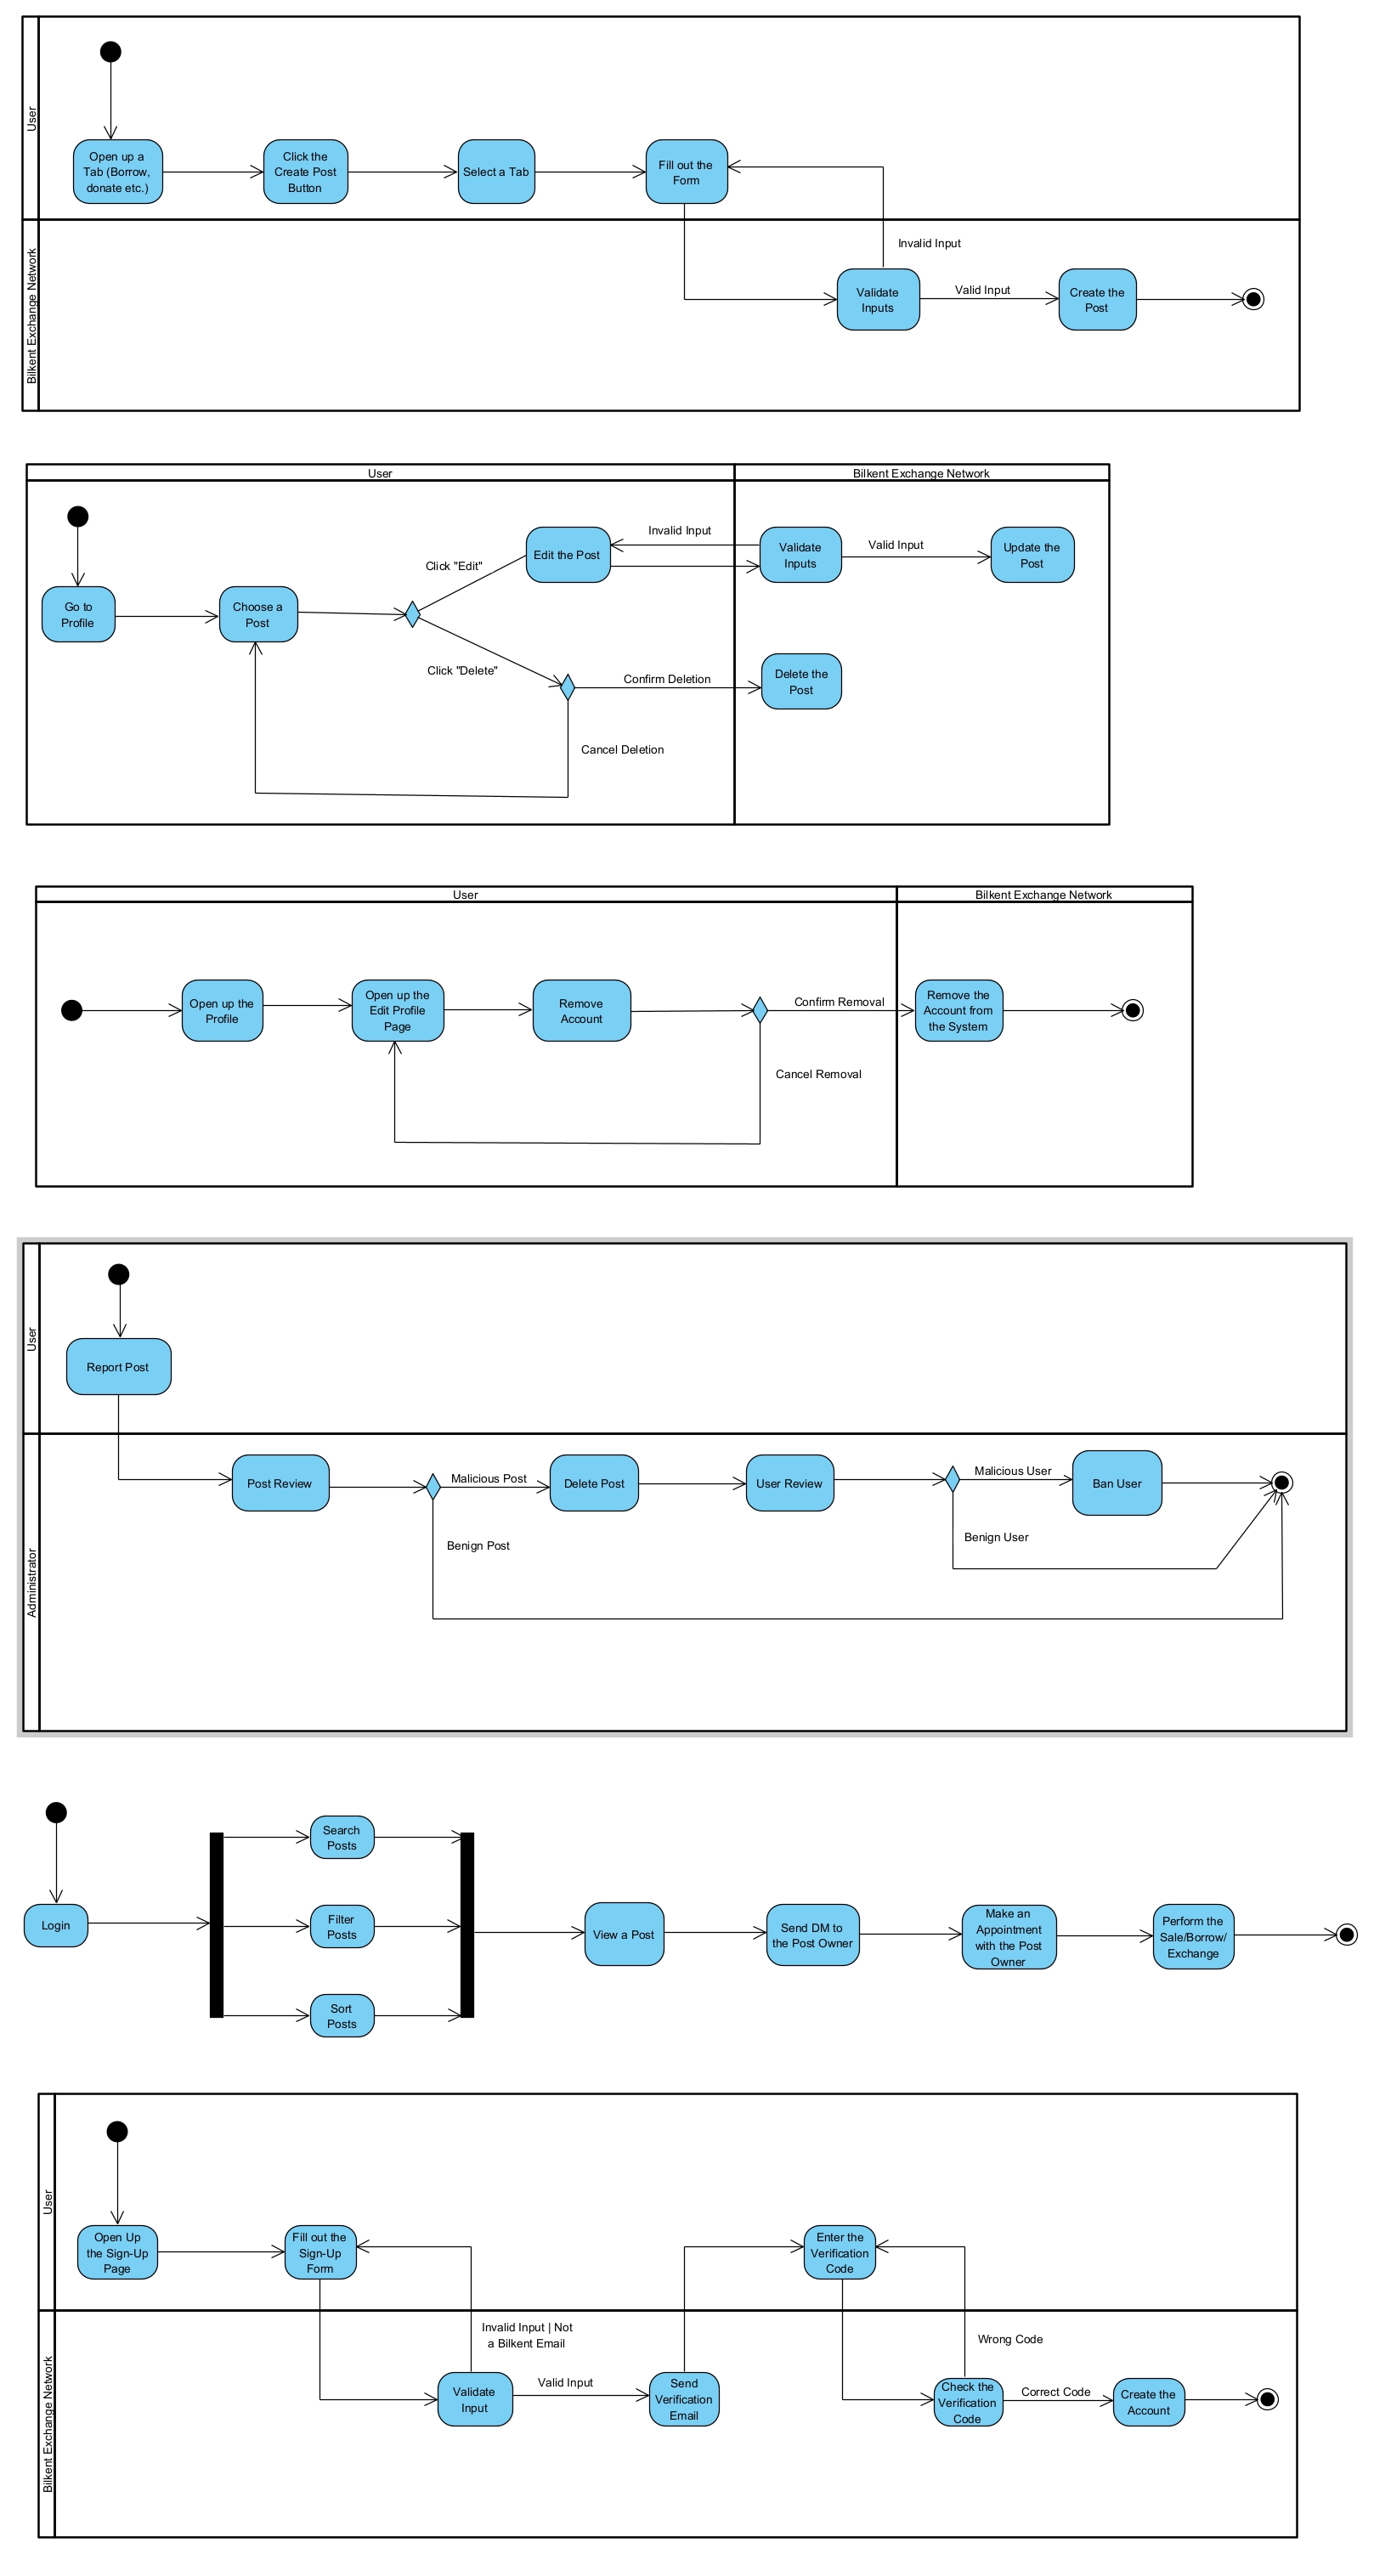 User
Open up a
Tab (Borrow,
donate etc.)
Click the
Create Post
Button
Select a Tab
Fill out the
Form
Bilkent Exchange Network
Invalid Input
Validate
Inputs
Valid Input
Create the
Post
User
Bilkent Exchange Network
Go to
Profile
Choose a
Post
Click "Edit"
Edit the Post
Invalid Input
Validate
Inputs
Valid Input
Update the
Post
Click "Delete"
Confirm Deletion
Delete the
Post
Cancel Deletion
User
Bilkent Exchange Network
Open up the
Profile
Open up the
Edit Profile
Page
Remove
Account
Confirm Removal
Remove the
Account from
the System
Cancel Removal
User
Report Post
Administrator
Post Review
Malicious Post
Delete Post
User Review
Malicious User
Ban User
Benign Post
Benign User
Login
Search
Posts
Filter
Posts
Sort
Posts
View a Post
Send DM to
the Post Owner
Make an
Appointment
with the Post
Owner
Perform the
Sale/Borrow/
Exchange
User
Open Up
the Sign-Up
Page
Fill out the
Sign-Up
Form
Enter the
Verification
Code
Bilkent Exchange Network
Invalid Input | Not
a Bilkent Email
Validate
Input
Valid Input
Send
Verification
Email
Wrong Code
Check the
Verification
Code
Correct Code
Create the
Account